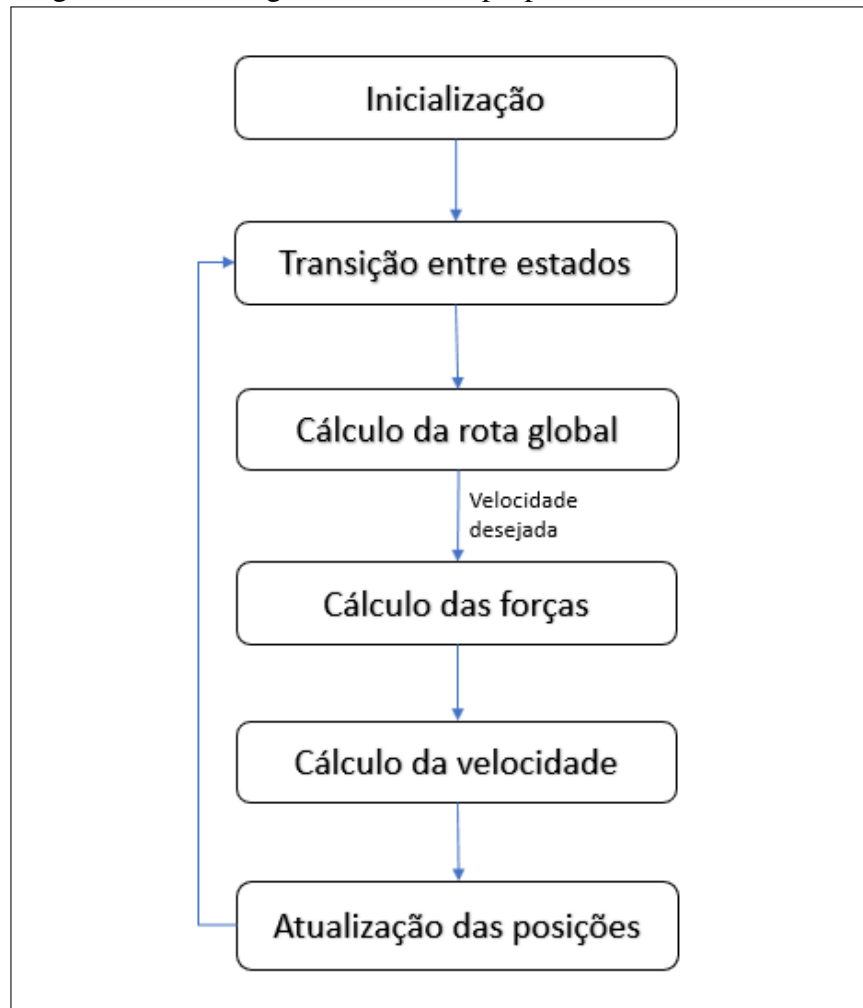 Inicialização
Transição entre estados
Cálculo da rota global
Velocidade
desejada
Cálculo das forças
Cálculo da velocidade
Atualização das posições